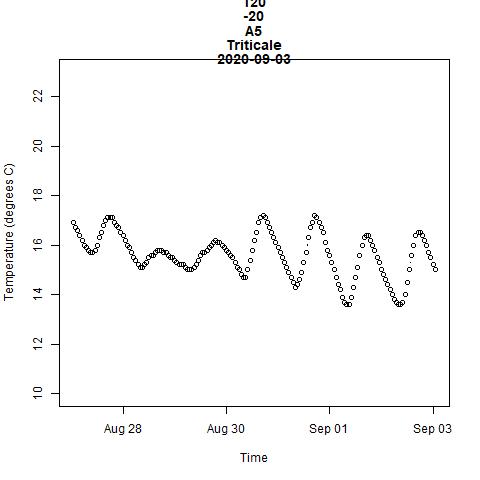 120
-20
A5
Triticale
2020-09-03
Temperature (degrees C)
22
20
18
16
14
12
10
Aug 28
Aug 30
Sep 01
Sep 03
Time